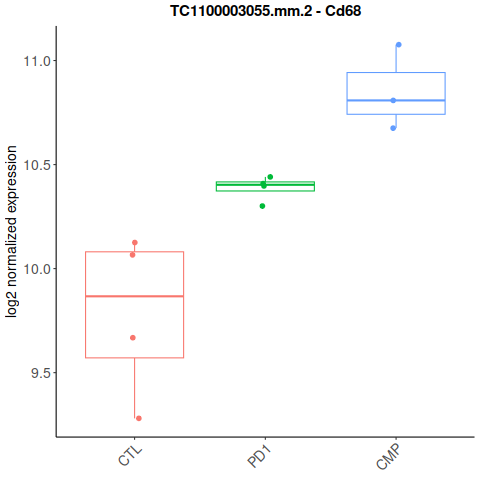 TC1100003055.mm.2 - Cd68
log2 normalized expression
11.0
10.5
10.0
9.5
CTL
PD1
CMP